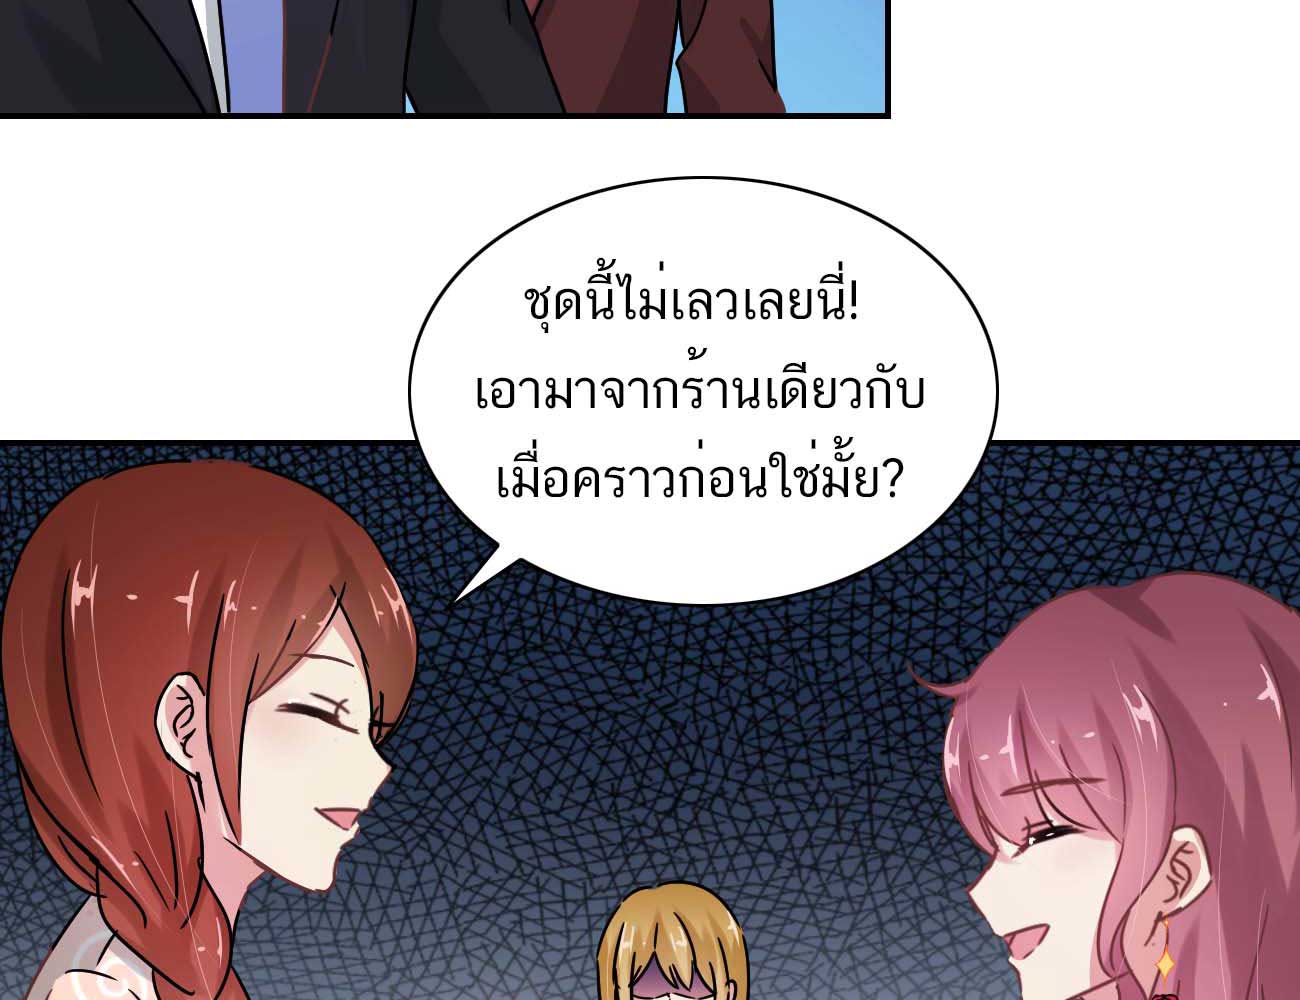 ชุดนี้ไม่เลวเลยนี่!
เอามาจากร้านเดียวกับ
เมื่อคราวก่อนใช่มั้ย?